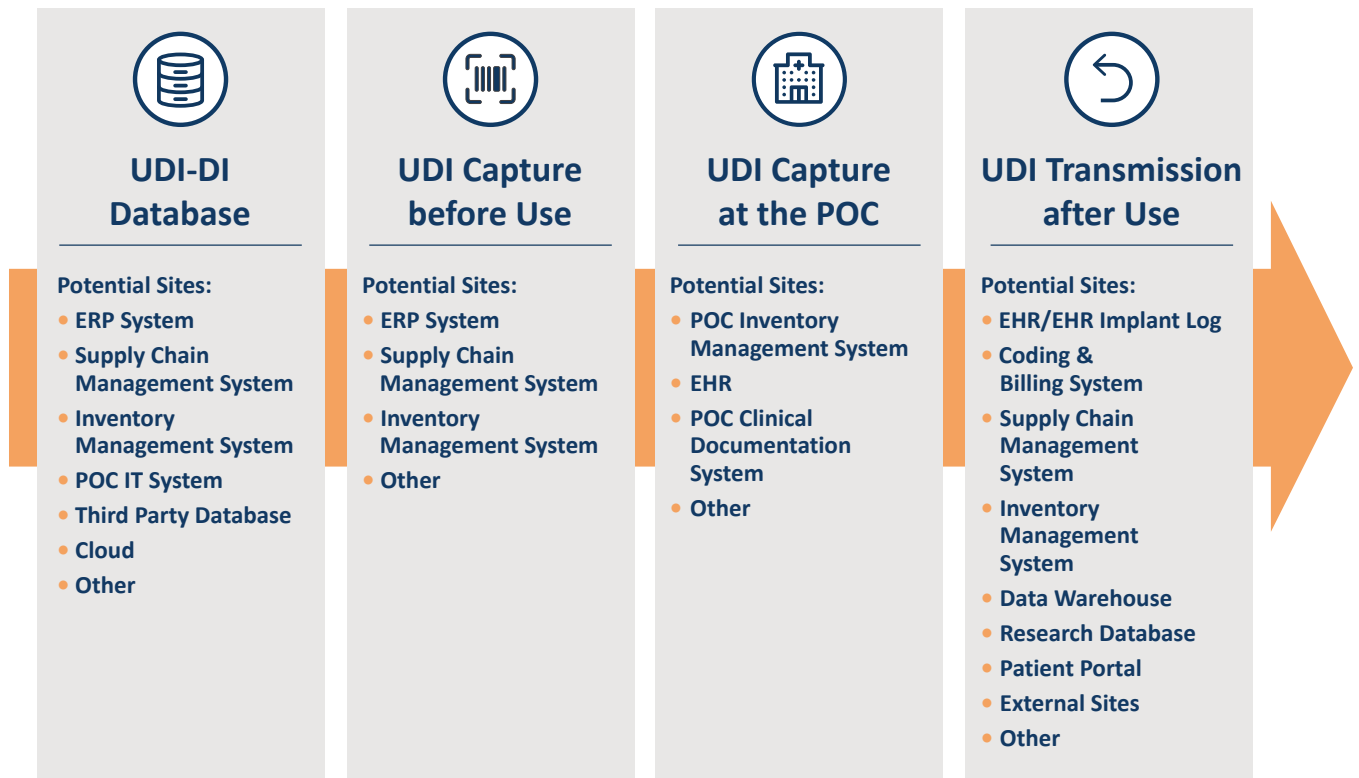 UDI-DI
Database
Potential Sites:
• ERP System
• Supply Chain
Management System
• Inventory
Management System
• POC IT System
• Third Party Database
• Cloud
• Other
UDI Capture
before Use
Potential Sites:
• ERP System
• Supply Chain
Management System
• Inventory
Management System
• Other
UDI Capture
at the POC
Potential Sites:
• POC Inventory
Management System
• EHR
• POC Clinical
Documentation
System
• Other
UDI Transmission
after Use
Potential Sites:
• EHR/EHR Implant Log
• Coding &
Billing System
• Supply Chain
Management
System
• Inventory
Management
System
• Data Warehouse
• Research Database
• Patient Portal
• External Sites
• Other